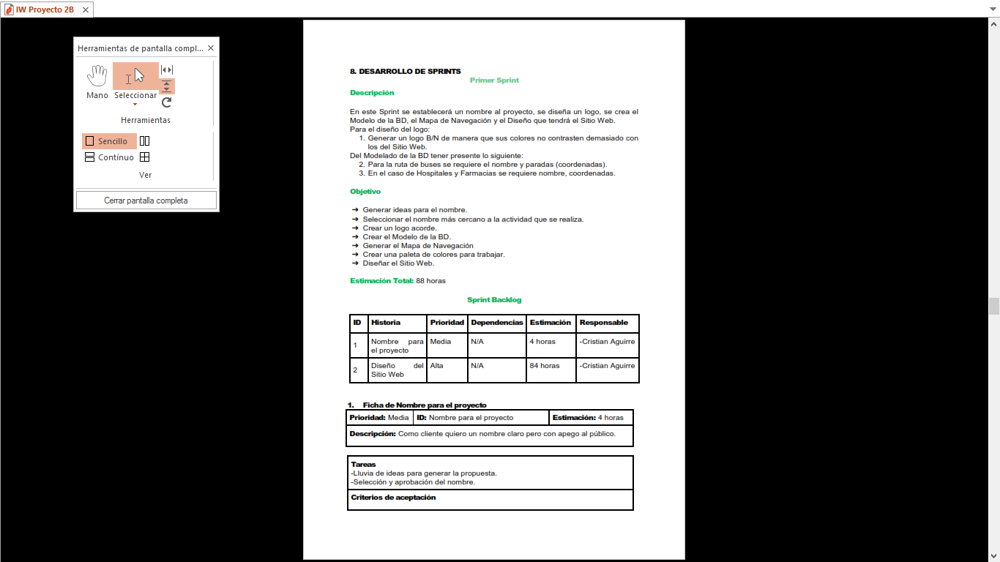 IW Proyecto 2B
Herramientas de pantalla compl...
Mano
Seleccionar
Herramientas
Sencillo
Contínuo
Ver
Cerrar pantalla completa
8. DESARROLLO DE SPRINTS
Primer Sprint
Descripción
En este Sprint se establecerá un nombre al proyecto, se diseña un logo, se crea el
Modelo de la BD, el Mapa de Navegación y el Diseño que tendrá el Sitio Web.
Para el diseño del logo:
1. Generar un logo B/N de manera que sus colores no contrasten demasiado con
los del Sitio Web.
Del Modelado de la BD tener presente lo siguiente:
2. Para la ruta de buses se requiere el nombre y paradas (coordenadas).
3. En el caso de Hospitales y Farmacias se requiere nombre, coordenadas.
Objetivo
➔ Generar ideas para el nombre.
➔ Seleccionar el nombre más cercano a la actividad que se realiza.
➔ Crear un logo acorde.
➔ Crear el Modelo de la BD.
➔ Generar el Mapa de Navegación
➔ Crear una paleta de colores para trabajar.
➔ Diseñar el Sitio Web.
Estimación Total: 88 horas
Sprint Backlog
ID Historia Prioridad Dependencias Estimación Responsable
1 Nombre para el proyecto Media N/A 4 horas -Cristian Aguirre
2 Diseño del Sitio Web Alta N/A 84 horas -Cristian Aguirre
1. Ficha de Nombre para el proyecto
Prioridad: Media ID: Nombre para el proyecto Estimación: 4 horas
Descripción: Como cliente quiero un nombre claro pero con apego al público.
Tareas
-Lluvia de ideas para generar la propuesta.
-Selección y aprobación del nombre.
Criterios de aceptación